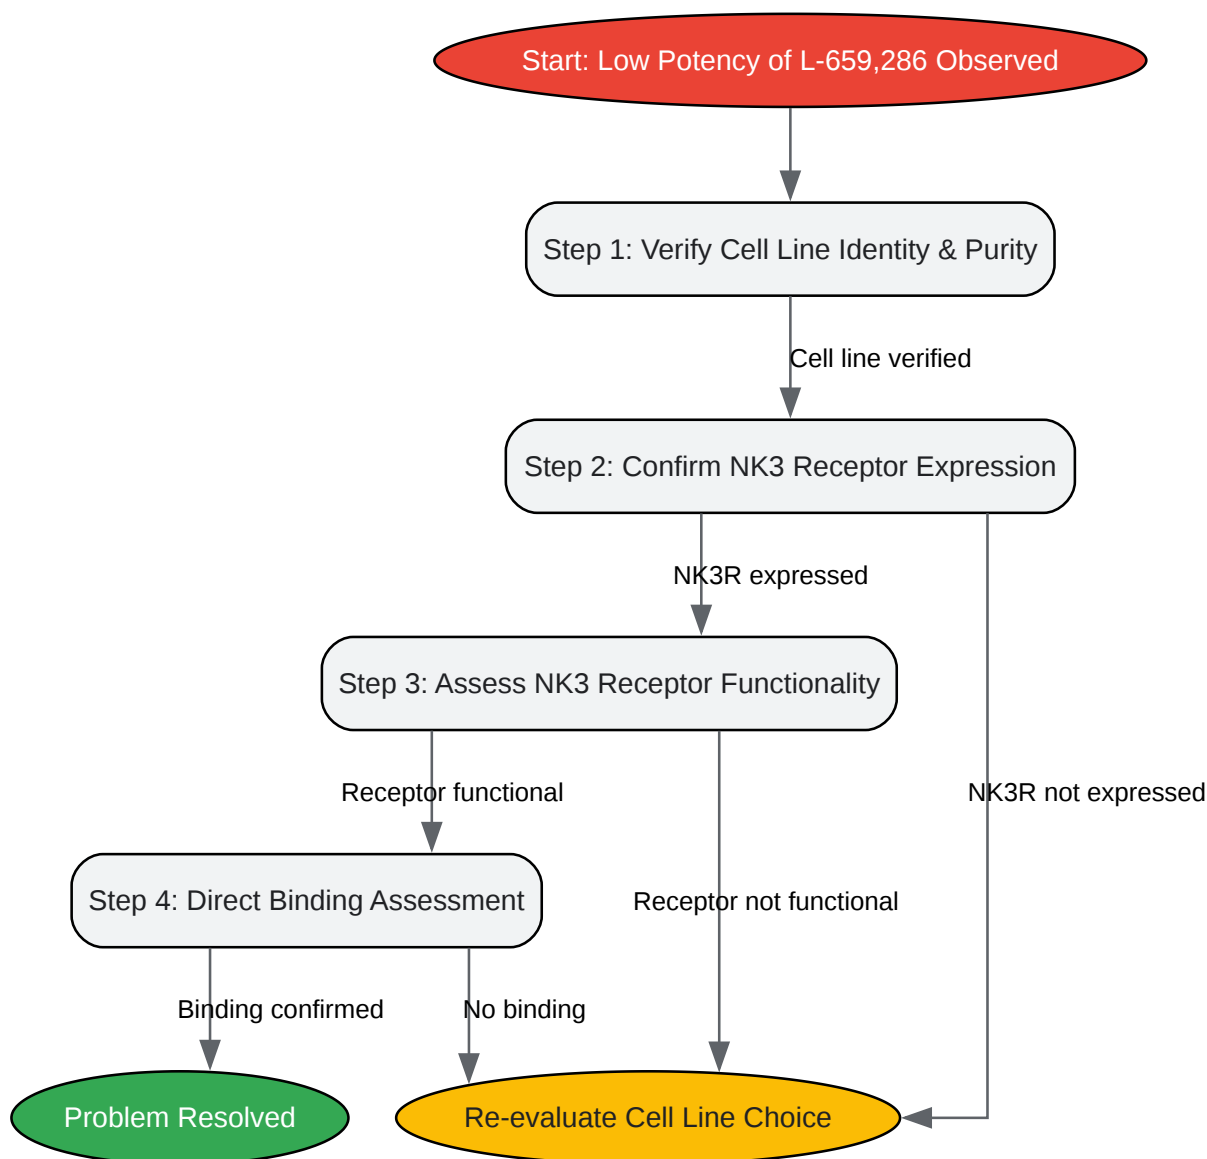 Start: Low Potency of L-659,286 Observed
Step 1: Verify Cell Line Identity & Purity
Cell line verified
Step 2: Confirm NK3 Receptor Expression
NK3R expressed
Step 3: Assess NK3 Receptor Functionality
Receptor functional
NK3R not expressed
Step 4: Direct Binding Assessment
Receptor not functional
Binding confirmed
No binding
Problem Resolved
Re-evaluate Cell Line Choice